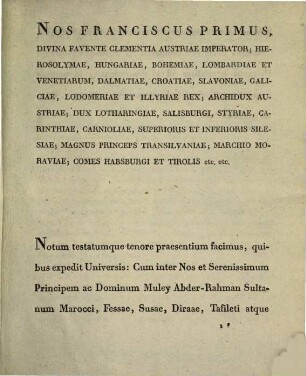 NOS FRANCISCUS PRIMUS,
DIVINA FAVENTE CLEMENTIA AUSTRIAE IMPERATOR; HIE-
ROSOLYMAE, HUNGARIAE, BOHEMIAE, LOMBARDIAE ET
VENETIARUM, DALMATIAE, CROATIAE, SLAVONIAE, GALI-
CIAE, LODOMERIAE ET ILLYRIAE REX; ARCHIDUX AU-
STRIAE; DUX LOTHARINGIAE, SALISBURGI, STYRIAE, CA-
RINTHIAE, CARNIOLIAE, SUPERIORIS ET INFERIORIS SILE-
SIAE; MAGNUS PRINCEPS TRANSILVANIAE; MARCHIO MO-
RAVIAE; COMES HABSBURGI ET TIROLIS etc. etc.
Notum testatumque tenore praesentium facimus, qui-
bus expedit Universis: Cum inter Nos et Serenissimum
Principem ac Dominum Muley Abder-Rahman Sulta-
num Marocci, Fessae, Susac, Diraae, Tafileti atque